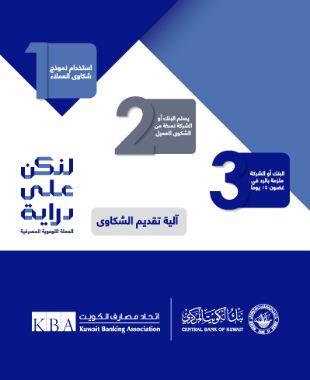 1
استخدام نموذج
شكاوى العملاء
2
يسلم البنك أو
الشركة نسخة من
الشكوى للعميل
3
البنك أو الشركة
ملزمة بالرد في
غضون ١٥ يوماً
لنكن
على
دراية
الحملة التوعوية المصرفية
آلية تقديم الشكاوى
KBA
اتحاد مصارف الكويت
Kuwait Banking Association
بنك الكويت المركزي
CENTRAL BANK OF KUWAIT